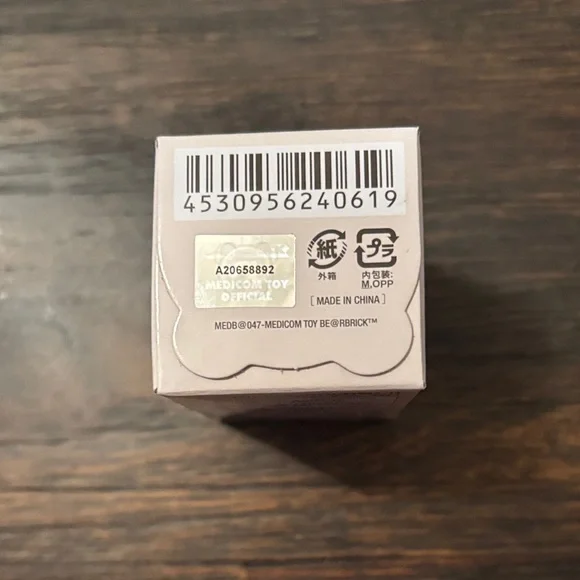 4530956240619
A20658892
MEDICOM TOY
OFFICIAL
紙
外箱
プラ
内包装:
M,OPP
[ MADE IN CHINA ]
MEDB@047-MEDICOM TOY BE@RBRICK™